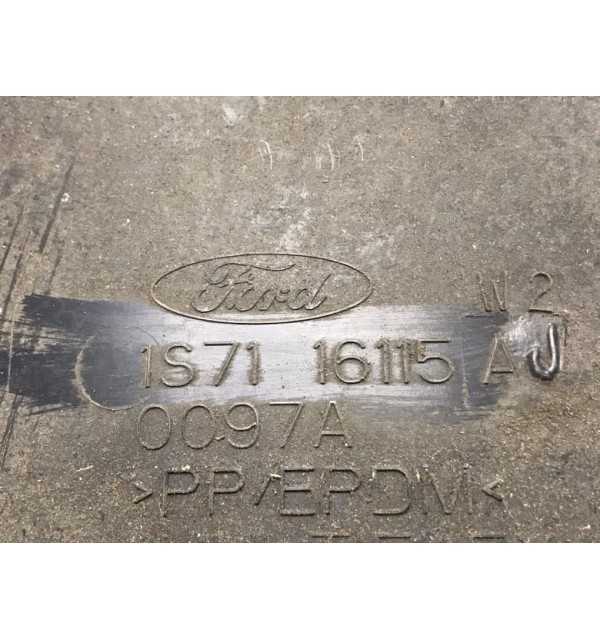 Ford
W2
1S71 16115 AJ
0097A
>PP/EPDM<